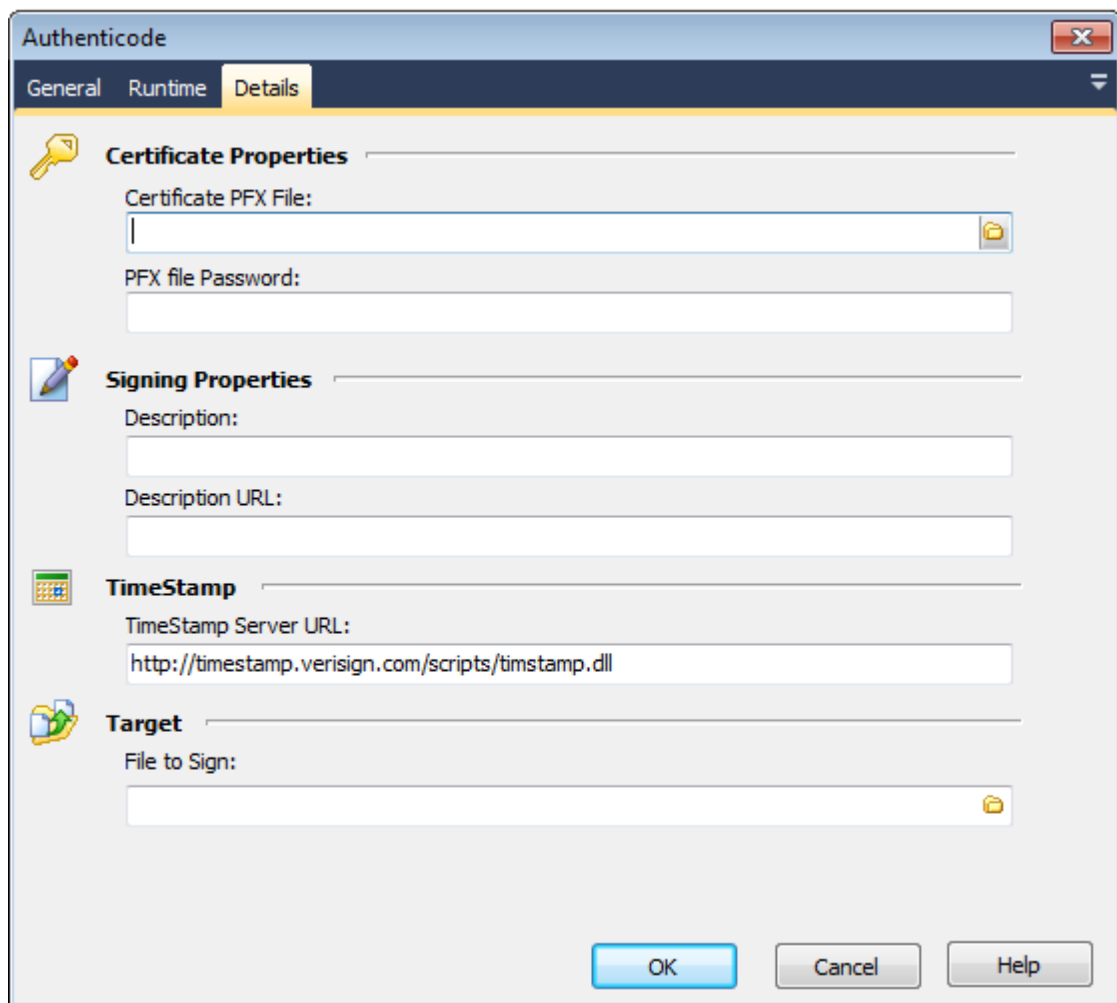 Authenticode
General Runtime Details
Certificate Properties
Certificate PFX File:
PFX file Password:
Signing Properties
Description:
Description URL:
TimeStamp
TimeStamp Server URL:
http://timestamp.verisign.com/scripts/timstamp.dll
Target
File to Sign:
OK Cancel Help